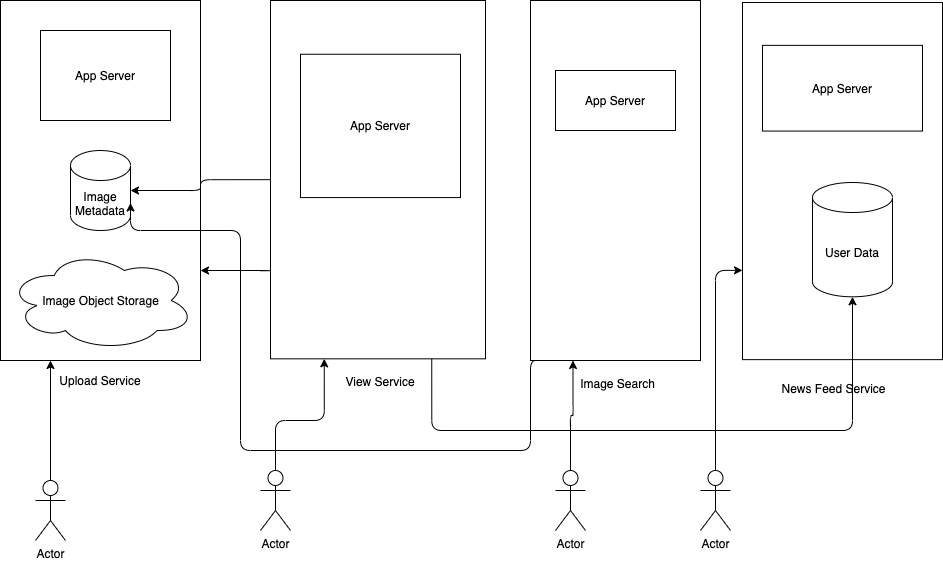 App Server
App Server
App Server
App Server
Image
Metadata
User Data
Image Object Storage
Upload Service
View Service
Image Search
News Feed Service
Actor
Actor
Actor
Actor